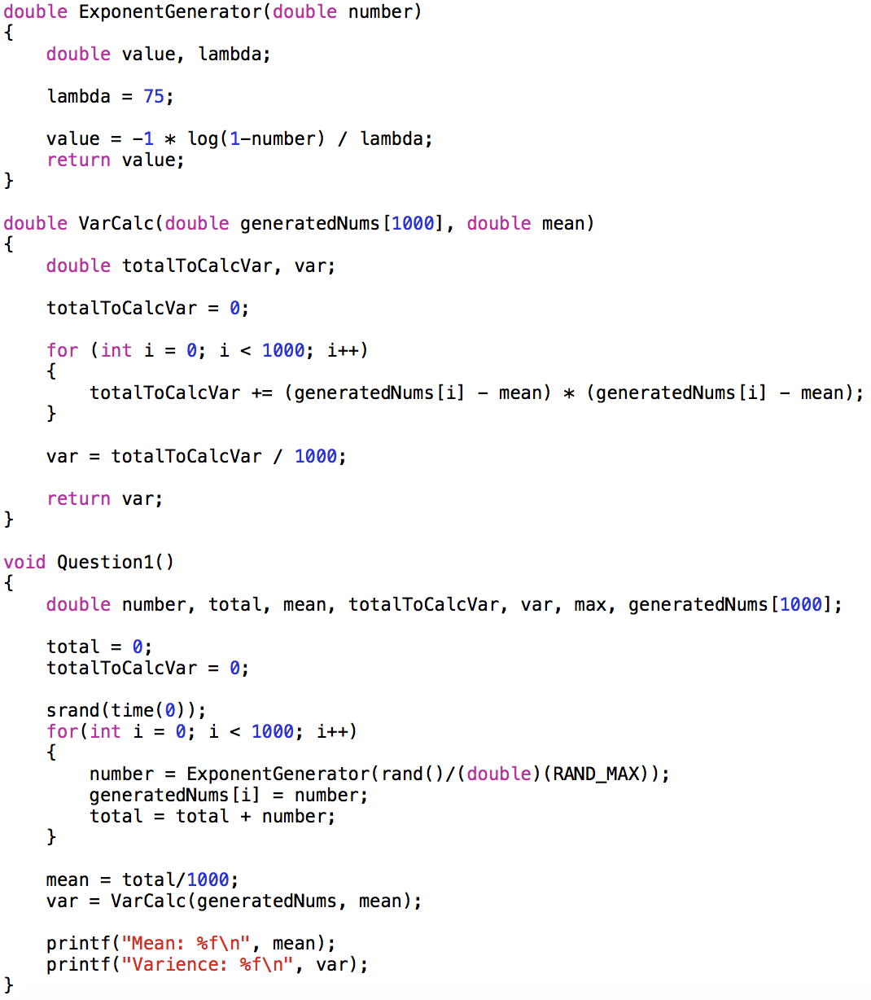 double ExponentGenerator(double number)
{
    double value, lambda;

    lambda = 75;

    value = -1 * log(1-number) / lambda;
    return value;
}

double VarCalc(double generatedNums[1000], double mean)
{
    double totalToCalcVar, var;

    totalToCalcVar = 0;

    for (int i = 0; i < 1000; i++)
    {
        totalToCalcVar += (generatedNums[i] - mean) * (generatedNums[i] - mean);
    }

    var = totalToCalcVar / 1000;

    return var;
}

void Question1()
{
    double number, total, mean, totalToCalcVar, var, max, generatedNums[1000];

    total = 0;
    totalToCalcVar = 0;

    srand(time(0));
    for(int i = 0; i < 1000; i++)
    {
        number = ExponentGenerator(rand()/(double)(RAND_MAX));
        generatedNums[i] = number;
        total = total + number;
    }

    mean = total/1000;
    var = VarCalc(generatedNums, mean);

    printf("Mean: %f\n", mean);
    printf("Varience: %f\n", var);
}